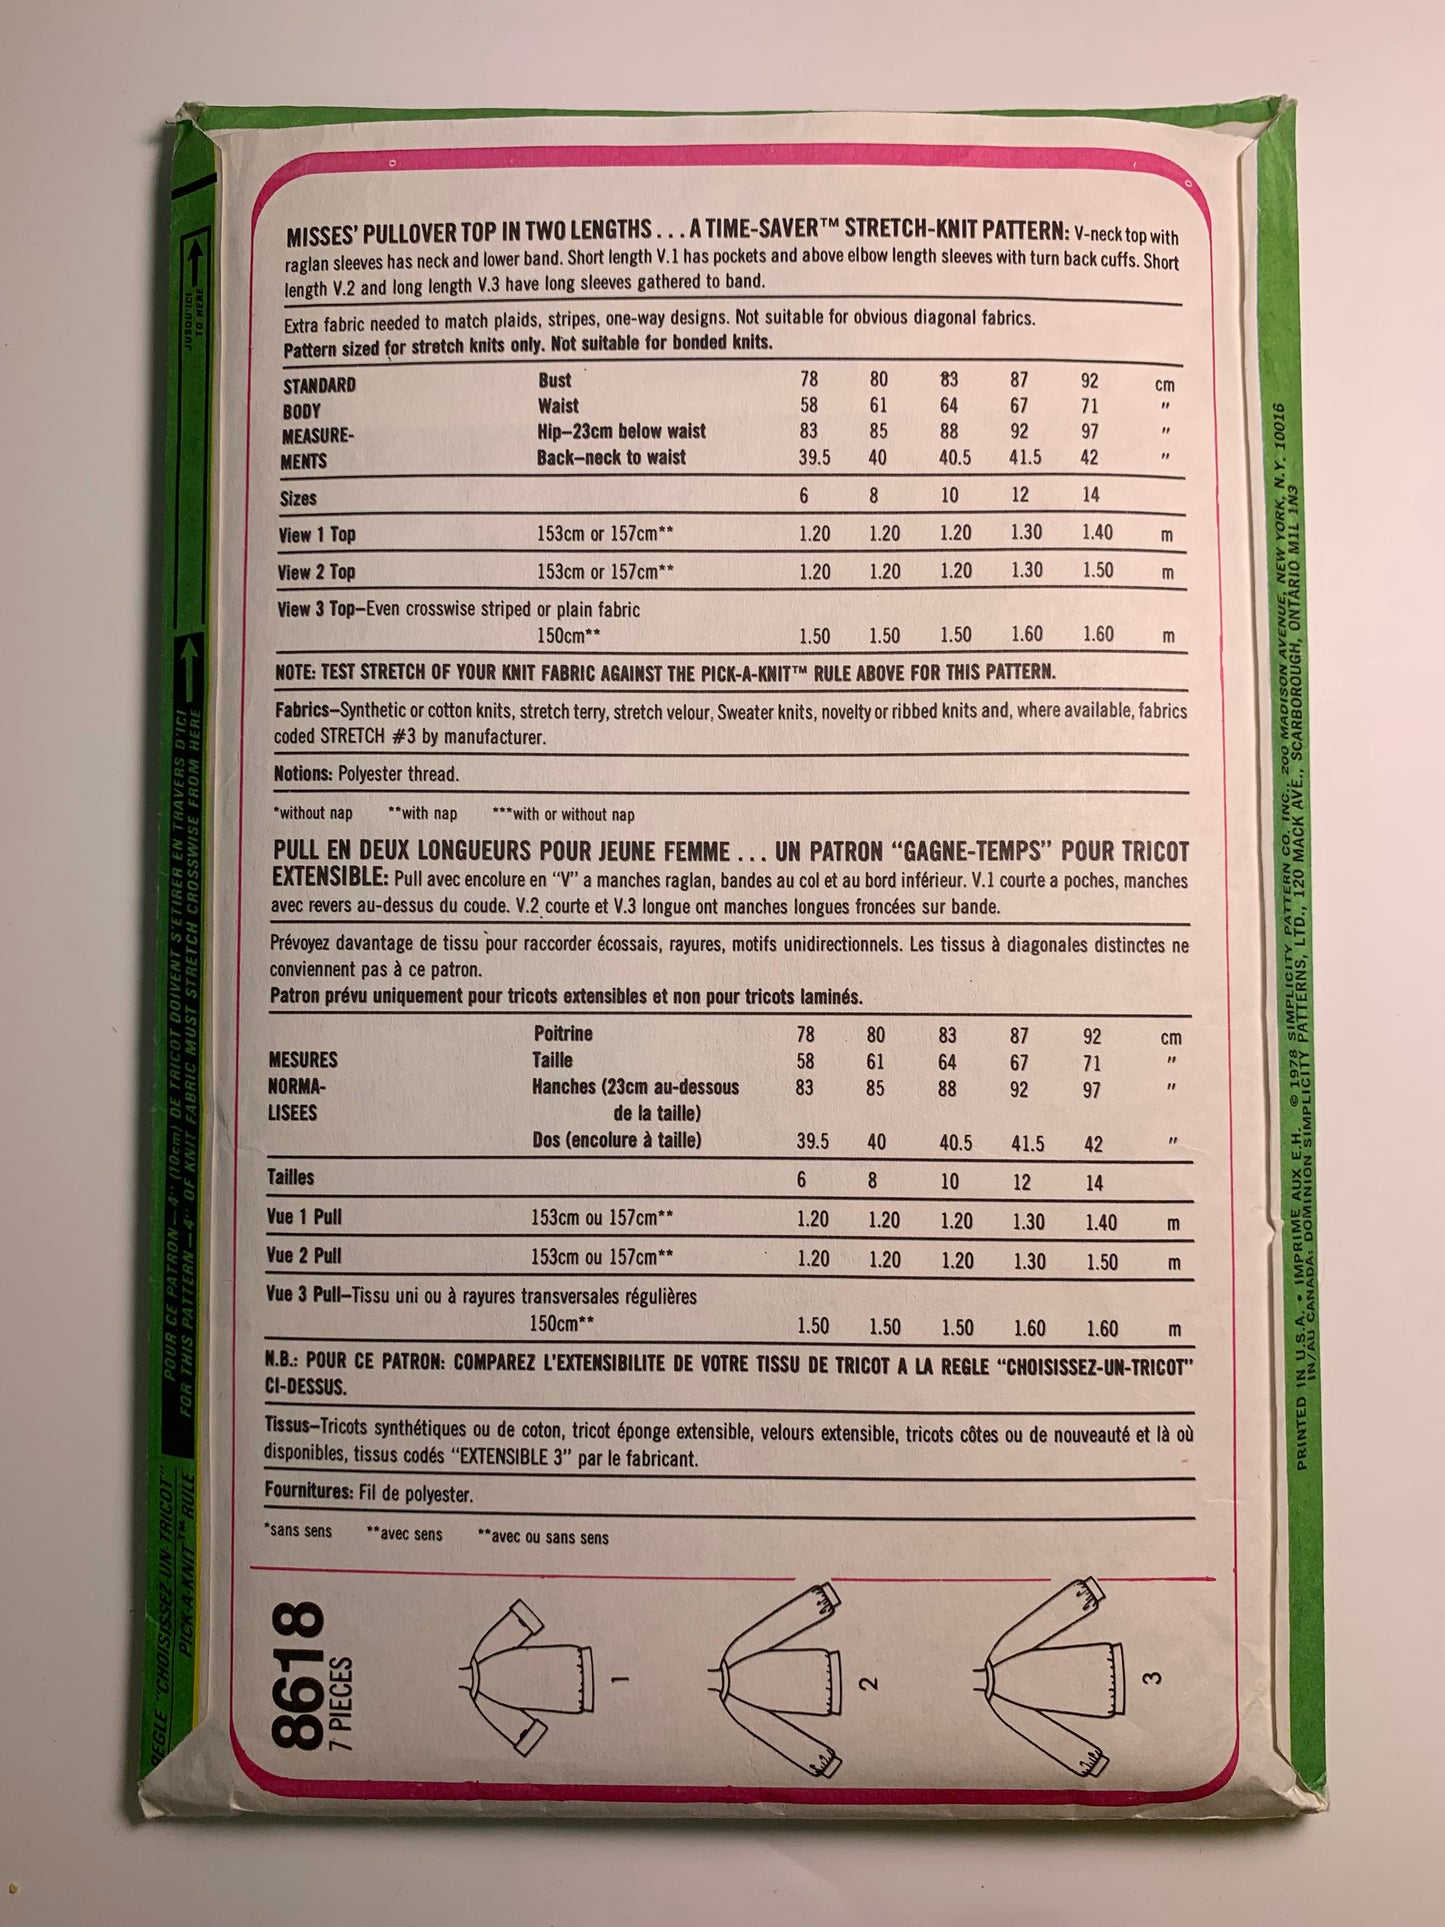 MISSES' PULLOVER TOP IN TWO LENGTHS . . . A TIME-SAVER™ STRETCH-KNIT PATTERN: V-neck top with
raglan sleeves has neck and lower band. Short length V.1 has pockets and above elbow length sleeves with turn back cuffs. Short
length V.2 and long length V.3 have long sleeves gathered to band.
Extra fabric needed to match plaids, stripes, one-way designs. Not suitable for obvious diagonal fabrics.
Pattern sized for stretch knits only. Not suitable for bonded knits.
STANDARD Bust 78 80 83 87 92 cm
BODY Waist 58 61 64 67 71 "
MEASURE- Hip–23cm below waist 83 85 88 92 97 "
MENTS Back–neck to waist 39.5 40 40.5 41.5 42 "
Sizes 6 8 10 12 14
View 1 Top 153cm or 157cm** 1.20 1.20 1.20 1.30 1.40 m
View 2 Top 153cm or 157cm** 1.20 1.20 1.20 1.30 1.50 m
View 3 Top–Even crosswise striped or plain fabric
150cm** 1.50 1.50 1.50 1.60 1.60 m
NOTE: TEST STRETCH OF YOUR KNIT FABRIC AGAINST THE PICK-A-KNIT™ RULE ABOVE FOR THIS PATTERN.
Fabrics–Synthetic or cotton knits, stretch terry, stretch velour, Sweater knits, novelty or ribbed knits and, where available, fabrics
coded STRETCH #3 by manufacturer.
Notions: Polyester thread.
*without nap **with nap ***with or without nap
PULL EN DEUX LONGUEURS POUR JEUNE FEMME . . . UN PATRON "GAGNE-TEMPS" POUR TRICOT
EXTENSIBLE: Pull avec encolure en "V" a manches raglan, bandes au col et au bord inférieur. V.1 courte a poches, manches
avec revers au-dessus du coude. V.2 courte et V.3 longue ont manches longues froncées sur bande.
Prévoyez davantage de tissu pour raccorder écossais, rayures, motifs unidirectionnels. Les tissus à diagonales distinctes ne
conviennent pas à ce patron.
Patron prévu uniquement pour tricots extensibles et non pour tricots laminés.
Poitrine 78 80 83 87 92 cm
MESURES Taille 58 61 64 67 71 "
NORMA- Hanches (23cm au-dessous 83 85 88 92 97 "
LISEES de la taille)
Dos (encolure à taille) 39.5 40 40.5 41.5 42 "
Tailles 6 8 10 12 14
Vue 1 Pull 153cm ou 157cm** 1.20 1.20 1.20 1.30 1.40 m
Vue 2 Pull 153cm ou 157cm** 1.20 1.20 1.20 1.30 1.50 m
Vue 3 Pull–Tissu uni ou à rayures transversales régulières
150cm** 1.50 1.50 1.50 1.60 1.60 m
N.B.: POUR CE PATRON: COMPAREZ L'EXTENSIBILITE DE VOTRE TISSU DE TRICOT A LA REGLE "CHOISISSEZ-UN-TRICOT"
CI-DESSUS.
Tissus–Tricots synthétiques ou de coton, tricot éponge extensible, velours extensible, tricots côtes ou de nouveauté et là où
disponibles, tissus codés "EXTENSIBLE 3" par le fabricant.
Fournitures: Fil de polyester.
*sans sens **avec sens **avec ou sans sens
8618
7 PIECES
1
2
3
REGLE "CHOISISSEZ-UN-TRICOT" POUR CE PATRON—4" (10cm) DE TRICOT DOIVENT S'ETIRER EN TRAVERS D'ICI JUSQU'ICI
PICK-A-KNIT™ RULE FOR THIS PATTERN—4" OF KNIT FABRIC MUST STRETCH CROSSWISE FROM HERE TO HERE
PRINTED IN U.S.A. • IMPRIME AUX E.H. © 1978 SIMPLICITY PATTERN CO. INC., 200 MADISON AVENUE, NEW YORK, N.Y. 10016
IN/AU CANADA: DOMINION SIMPLICITY PATTERNS, LTD., 120 MACK AVE., SCARBOROUGH, ONTARIO M1L 1N3